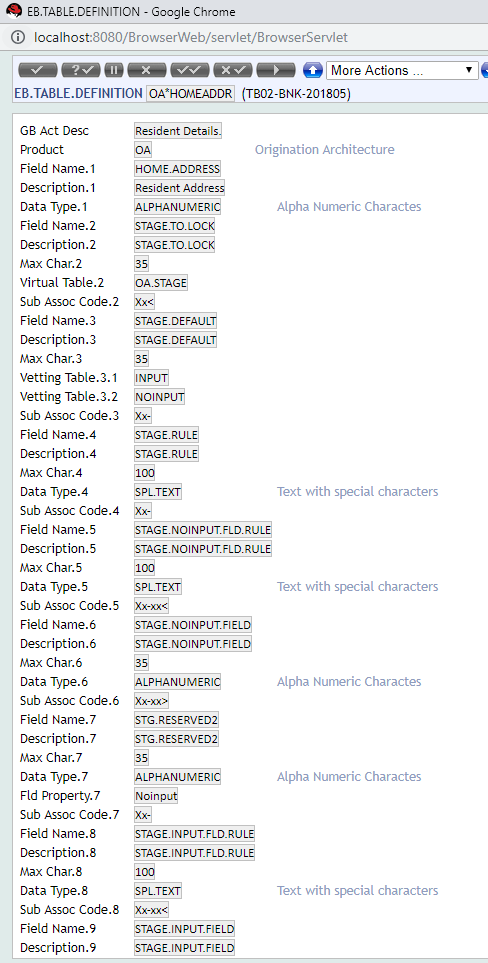 EB.TABLE.DEFINITION - Google Chrome
localhost:8080/BrowserWeb/servlet/BrowserServlet
More Actions ...
EB.TABLE.DEFINITION OA*HOMEADDR (TB02-BNK-201805)
GB Act Desc Resident Details.
Product OA Origination Architecture
Field Name.1 HOME.ADDRESS
Description.1 Resident Address
Data Type.1 ALPHANUMERIC Alpha Numeric Charactes
Field Name.2 STAGE.TO.LOCK
Description.2 STAGE.TO.LOCK
Max Char.2 35
Virtual Table.2 OA.STAGE
Sub Assoc Code.2 Xx<
Field Name.3 STAGE.DEFAULT
Description.3 STAGE.DEFAULT
Max Char.3 35
Vetting Table.3.1 INPUT
Vetting Table.3.2 NOINPUT
Sub Assoc Code.3 Xx-
Field Name.4 STAGE.RULE
Description.4 STAGE.RULE
Max Char.4 100
Data Type.4 SPL.TEXT Text with special characters
Sub Assoc Code.4 Xx-
Field Name.5 STAGE.NOINPUT.FLD.RULE
Description.5 STAGE.NOINPUT.FLD.RULE
Max Char.5 100
Data Type.5 SPL.TEXT Text with special characters
Sub Assoc Code.5 Xx-xx<
Field Name.6 STAGE.NOINPUT.FIELD
Description.6 STAGE.NOINPUT.FIELD
Max Char.6 35
Data Type.6 ALPHANUMERIC Alpha Numeric Charactes
Sub Assoc Code.6 Xx-xx>
Field Name.7 STG.RESERVED2
Description.7 STG.RESERVED2
Max Char.7 35
Data Type.7 ALPHANUMERIC Alpha Numeric Charactes
Fld Property.7 Noinput
Sub Assoc Code.7 Xx-
Field Name.8 STAGE.INPUT.FLD.RULE
Description.8 STAGE.INPUT.FLD.RULE
Max Char.8 100
Data Type.8 SPL.TEXT Text with special characters
Sub Assoc Code.8 Xx-xx<
Field Name.9 STAGE.INPUT.FIELD
Description.9 STAGE.INPUT.FIELD